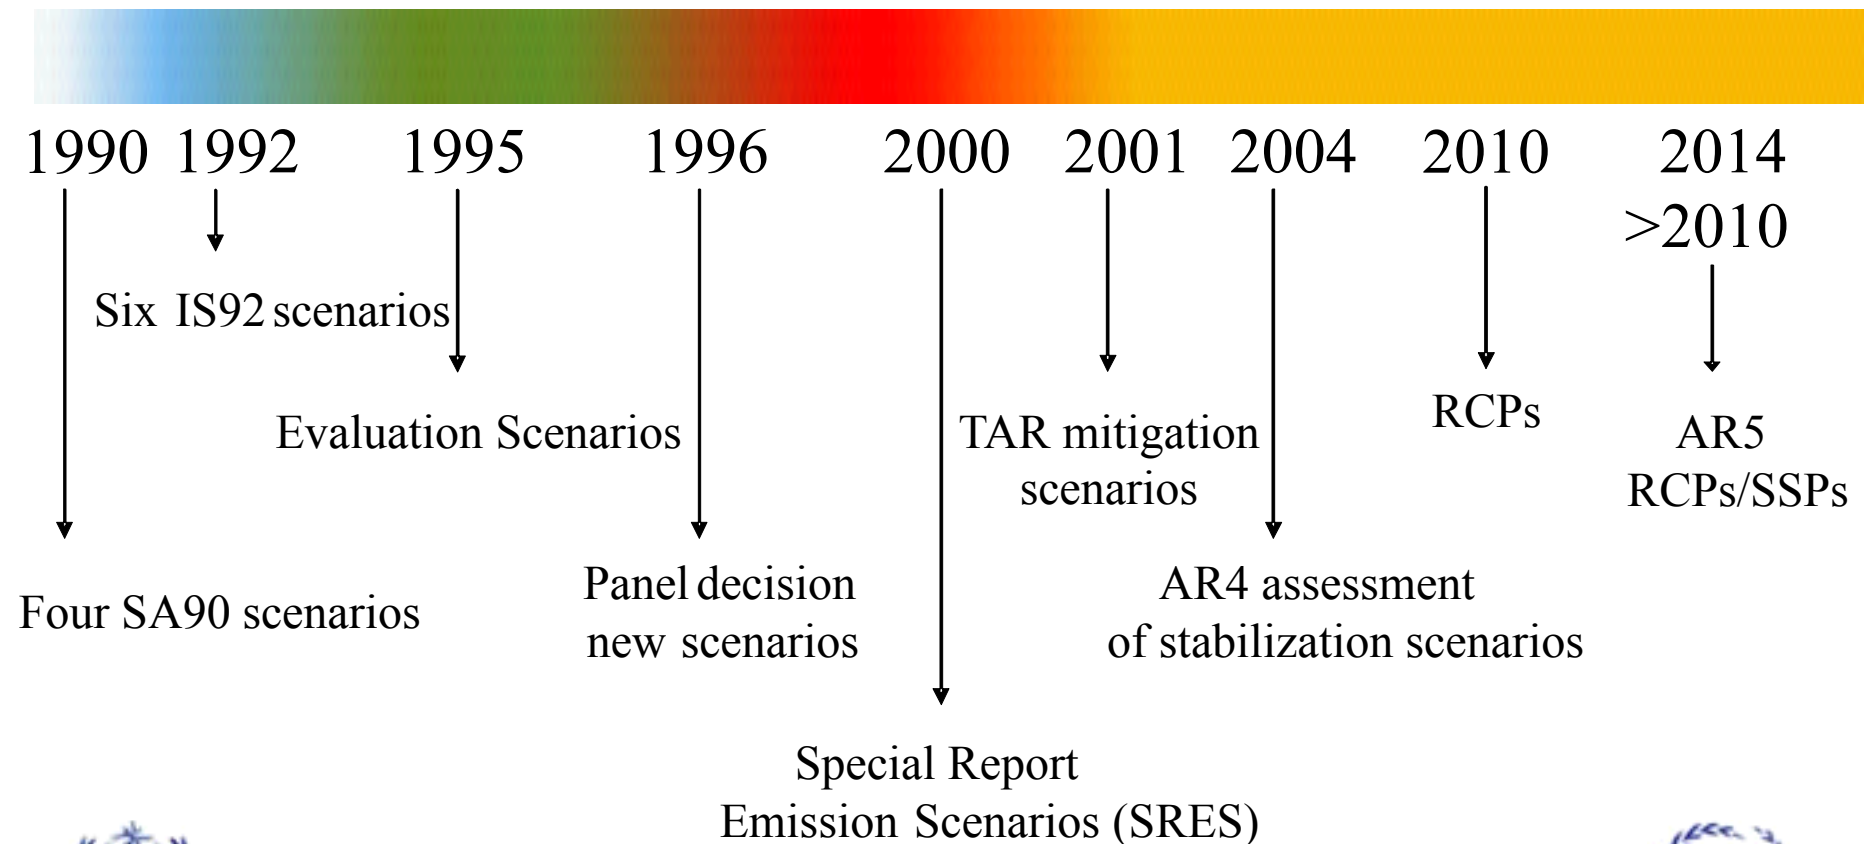 1990 1992 1995 1996 2000 2001 2004 2010 2014
>2010
Six IS92 scenarios
Evaluation Scenarios
TAR mitigation
scenarios
RCPs
AR5
RCPs/SSPs
Four SA90 scenarios
Panel decision
new scenarios
AR4 assessment
of stabilization scenarios
Special Report
Emission Scenarios (SRES)